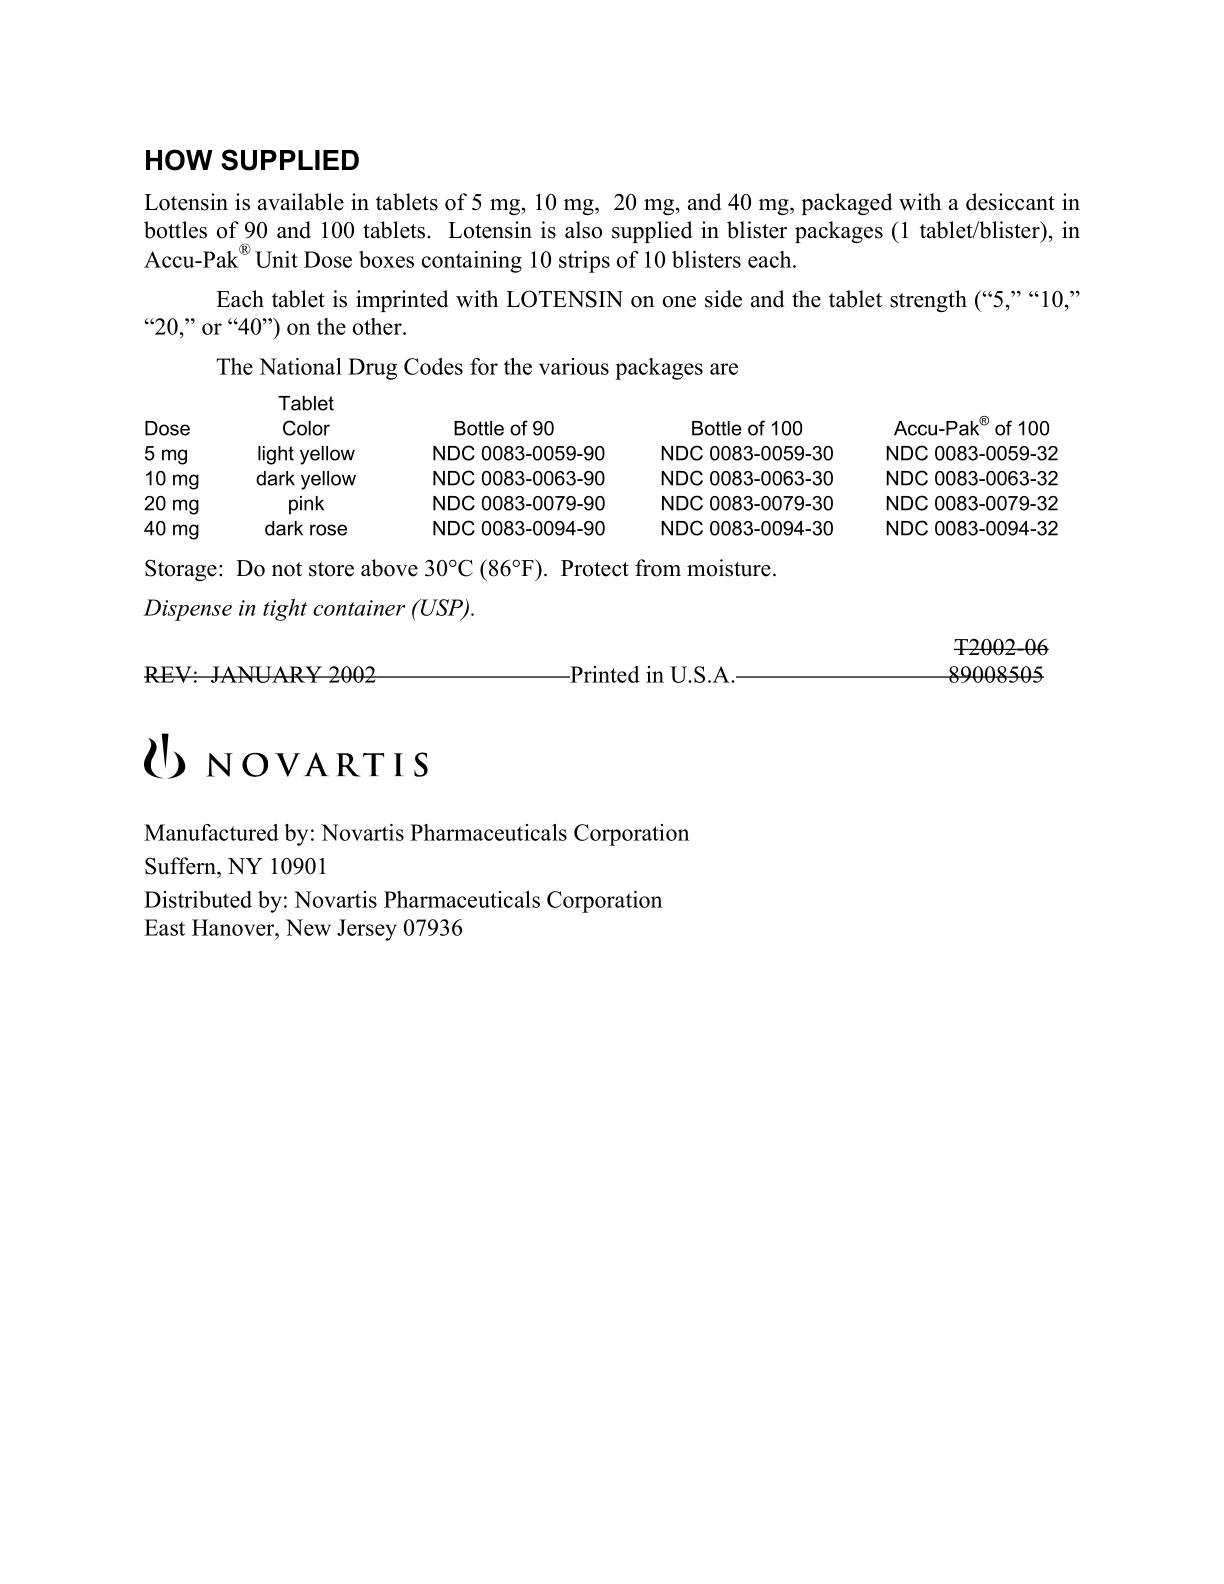 HOW SUPPLIED
Lotensin is available in tablets of 5 mg, 10 mg,  20 mg, and 40 mg, packaged with a desiccant in
bottles of 90 and 100 tablets.  Lotensin is also supplied in blister packages (1 tablet/blister), in
Accu-Pak® Unit Dose boxes containing 10 strips of 10 blisters each.
Each tablet is imprinted with LOTENSIN on one side and the tablet strength (“5,” “10,”
“20,” or “40”) on the other.
The National Drug Codes for the various packages are
Tablet
Dose Color Bottle of 90 Bottle of 100 Accu-Pak® of 100
5 mg light yellow NDC 0083-0059-90 NDC 0083-0059-30 NDC 0083-0059-32
10 mg dark yellow NDC 0083-0063-90 NDC 0083-0063-30 NDC 0083-0063-32
20 mg pink NDC 0083-0079-90 NDC 0083-0079-30 NDC 0083-0079-32
40 mg dark rose NDC 0083-0094-90 NDC 0083-0094-30 NDC 0083-0094-32
Storage:  Do not store above 30°C (86°F).  Protect from moisture.
Dispense in tight container (USP).
T2002-06
REV:  JANUARY 2002 Printed in U.S.A. 89008505
NOVARTIS
Manufactured by: Novartis Pharmaceuticals Corporation
Suffern, NY 10901
Distributed by: Novartis Pharmaceuticals Corporation
East Hanover, New Jersey 07936